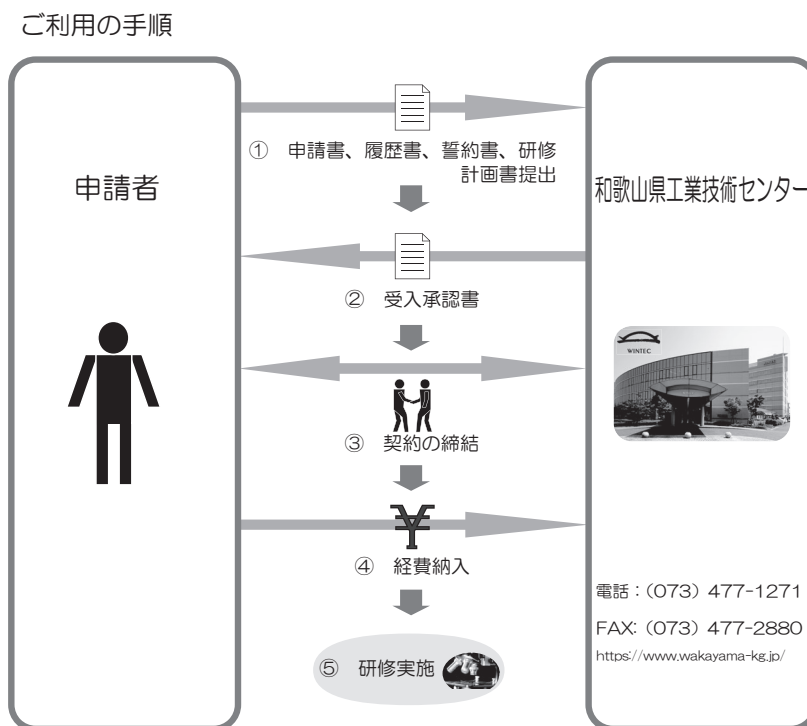 ご利用の手順
申請者
① 申請書、履歴書、誓約書、研修
計画書提出
② 受入承認書
③ 契約の締結
④ 経費納入
⑤ 研修実施
和歌山県工業技術センター
WINTEC
電話：(073) 477-1271
FAX: (073) 477-2880
https://www.wakayama-kg.jp/